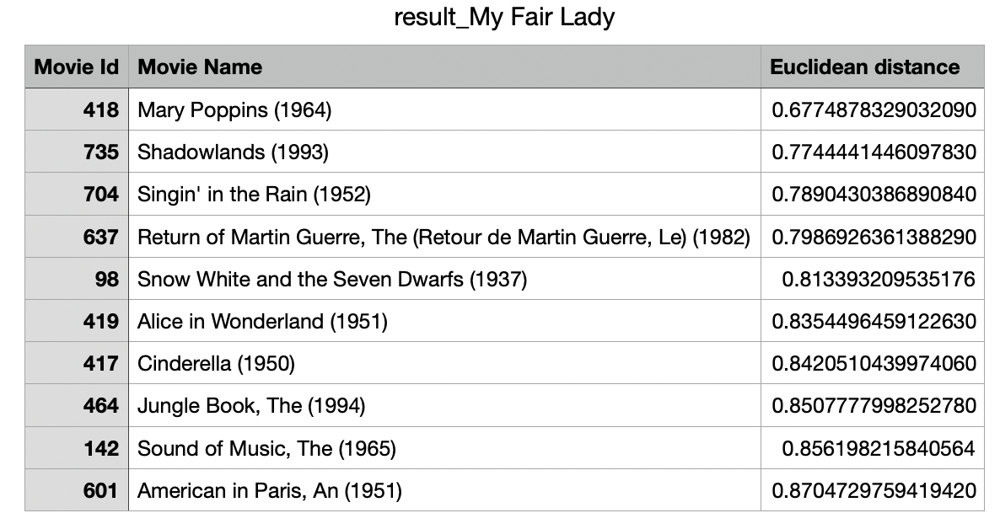 result_My Fair Lady
Movie Id Movie Name Euclidean distance
418 Mary Poppins (1964) 0.6774878329032090
735 Shadowlands (1993) 0.7744441446097830
704 Singin' in the Rain (1952) 0.7890430386890840
637 Return of Martin Guerre, The (Retour de Martin Guerre, Le) (1982) 0.7986926361388290
98 Snow White and the Seven Dwarfs (1937) 0.813393209535176
419 Alice in Wonderland (1951) 0.8354496459122630
417 Cinderella (1950) 0.8420510439974060
464 Jungle Book, The (1994) 0.8507777998252780
142 Sound of Music, The (1965) 0.856198215840564
601 American in Paris, An (1951) 0.8704729759419420